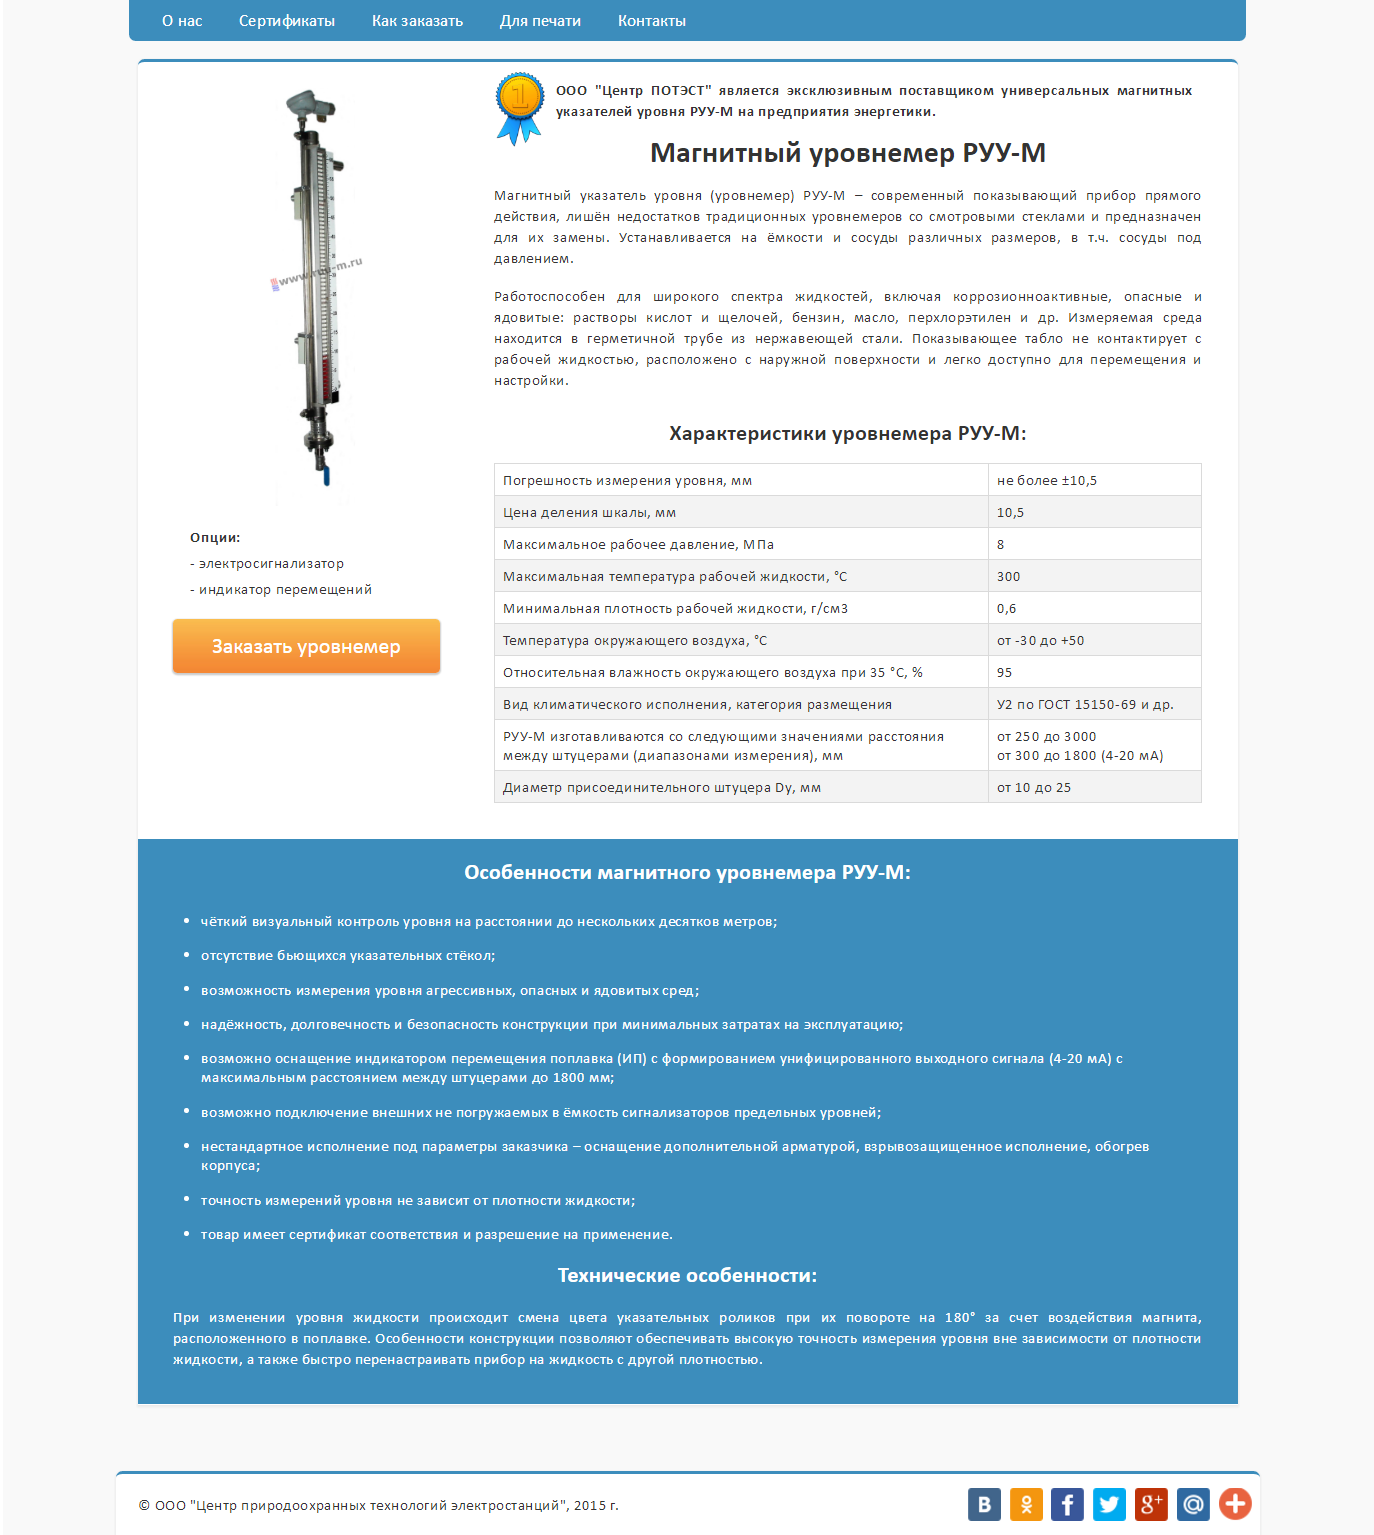 О нас
Сертификаты
Как заказать
Для печати
Контакты
1
ООО "Центр ПОТЭСТ" является эксклюзивным поставщиком универсальных магнитных
указателей уровня РУУ-М на предприятия энергетики.
Магнитный уровнемер РУУ-М
Магнитный указатель уровня (уровнемер) РУУ-М – современный показывающий прибор прямого
действия, лишён недостатков традиционных уровнемеров со смотровыми стеклами и предназначен
для их замены. Устанавливается на ёмкости и сосуды различных размеров, в т.ч. сосуды под
давлением.
Работоспособен для широкого спектра жидкостей, включая коррозионноактивные, опасные и
ядовитые: растворы кислот и щелочей, бензин, масло, перхлорэтилен и др. Измеряемая среда
находится в герметичной трубе из нержавеющей стали. Показывающее табло не контактирует с
рабочей жидкостью, расположено с наружной поверхности и легко доступно для перемещения и
настройки.
www.ruu-m.ru
Опции:
- электросигнализатор
- индикатор перемещений
Заказать уровнемер
Характеристики уровнемера РУУ-М:
Погрешность измерения уровня, мм
не более ±10,5
Цена деления шкалы, мм
10,5
Максимальное рабочее давление, МПа
8
Максимальная температура рабочей жидкости, °С
300
Минимальная плотность рабочей жидкости, г/см3
0,6
Температура окружающего воздуха, °С
от -30 до +50
Относительная влажность окружающего воздуха при 35 °С, %
95
Вид климатического исполнения, категория размещения
У2 по ГОСТ 15150-69 и др.
РУУ-М изготавливаются со следующими значениями расстояния
между штуцерами (диапазонами измерения), мм
от 250 до 3000
от 300 до 1800 (4-20 мА)
Диаметр присоединительного штуцера Dу, мм
от 10 до 25
Особенности магнитного уровнемера РУУ-М:
• чёткий визуальный контроль уровня на расстоянии до нескольких десятков метров;
• отсутствие бьющихся указательных стёкол;
• возможность измерения уровня агрессивных, опасных и ядовитых сред;
• надёжность, долговечность и безопасность конструкции при минимальных затратах на эксплуатацию;
• возможно оснащение индикатором перемещения поплавка (ИП) с формированием унифицированного выходного сигнала (4-20 мА) с
максимальным расстоянием между штуцерами до 1800 мм;
• возможно подключение внешних не погружаемых в ёмкость сигнализаторов предельных уровней;
• нестандартное исполнение под параметры заказчика – оснащение дополнительной арматурой, взрывозащищенное исполнение, обогрев
корпуса;
• точность измерений уровня не зависит от плотности жидкости;
• товар имеет сертификат соответствия и разрешение на применение.
Технические особенности:
При изменении уровня жидкости происходит смена цвета указательных роликов при их повороте на 180° за счет воздействия магнита,
расположенного в поплавке. Особенности конструкции позволяют обеспечивать высокую точность измерения уровня вне зависимости от плотности
жидкости, а также быстро перенастраивать прибор на жидкость с другой плотностью.
© ООО "Центр природоохранных технологий электростанций", 2015 г.